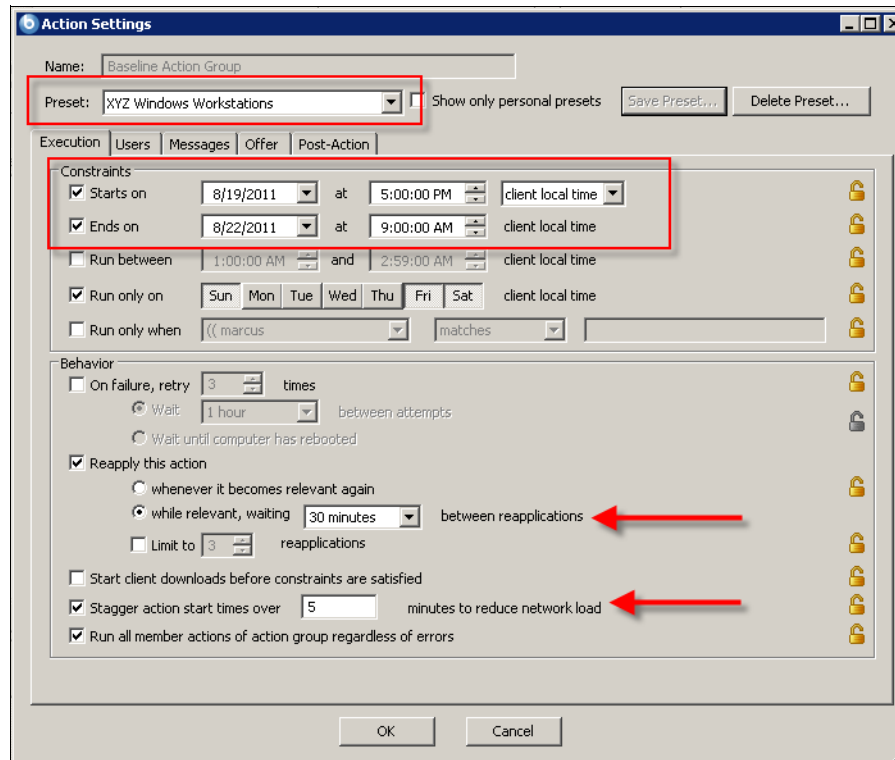 Action Settings
Name: Baseline Action Group
Preset: XYZ Windows Workstations Show only personal presets Save Preset... Delete Preset...
Execution Users Messages Offer Post-Action
Constraints
Starts on 8/19/2011 at 5:00:00 PM client local time
Ends on 8/22/2011 at 9:00:00 AM client local time
Run between 1:00:00 AM and 2:59:00 AM client local time
Run only on Sun Mon Tue Wed Thu Fri Sat client local time
Run only when (( marcus matches
Behavior
On failure, retry 3 times
Wait 1 hour between attempts
Wait until computer has rebooted
Reapply this action
whenever it becomes relevant again
while relevant, waiting 30 minutes between reapplications
Limit to 3 reapplications
Start client downloads before constraints are satisfied
Stagger action start times over 5 minutes to reduce network load
Run all member actions of action group regardless of errors
OK Cancel